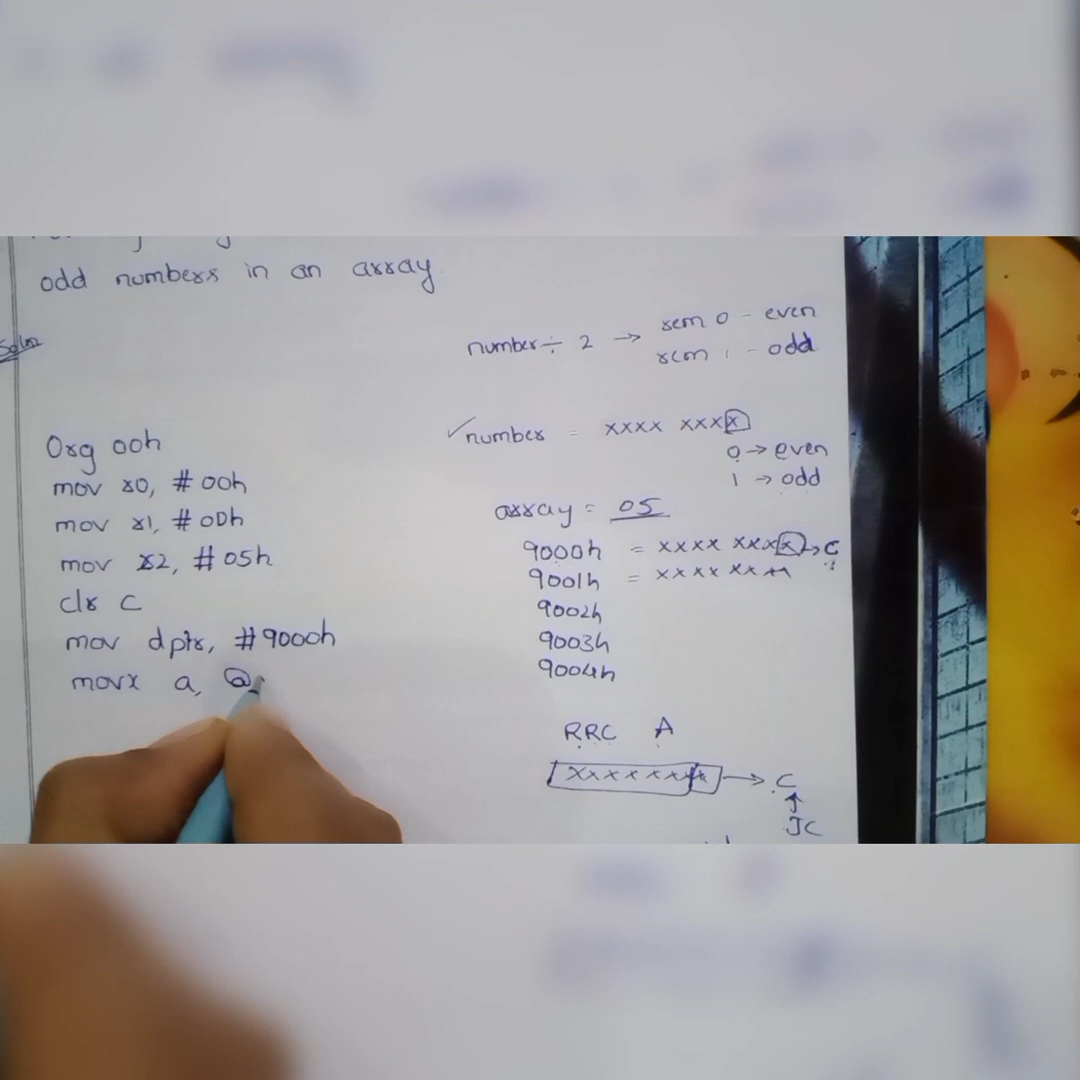 odd numbers in an array
Soln
number ÷ 2 → rem 0 - even
rem 1 - odd
number = xxxx xxxx
0 → even
1 → odd
Org 00h
mov r0, #00h
mov r1, #00h
mov r2, #05h
clr C
mov dptr, #9000h
movx a, @
array = 05
9000h = xxxx xxxx → C
9001h = xxxx xxxx
9002h
9003h
9004h
RRC A
xxxxxxxx → C
↑
JC